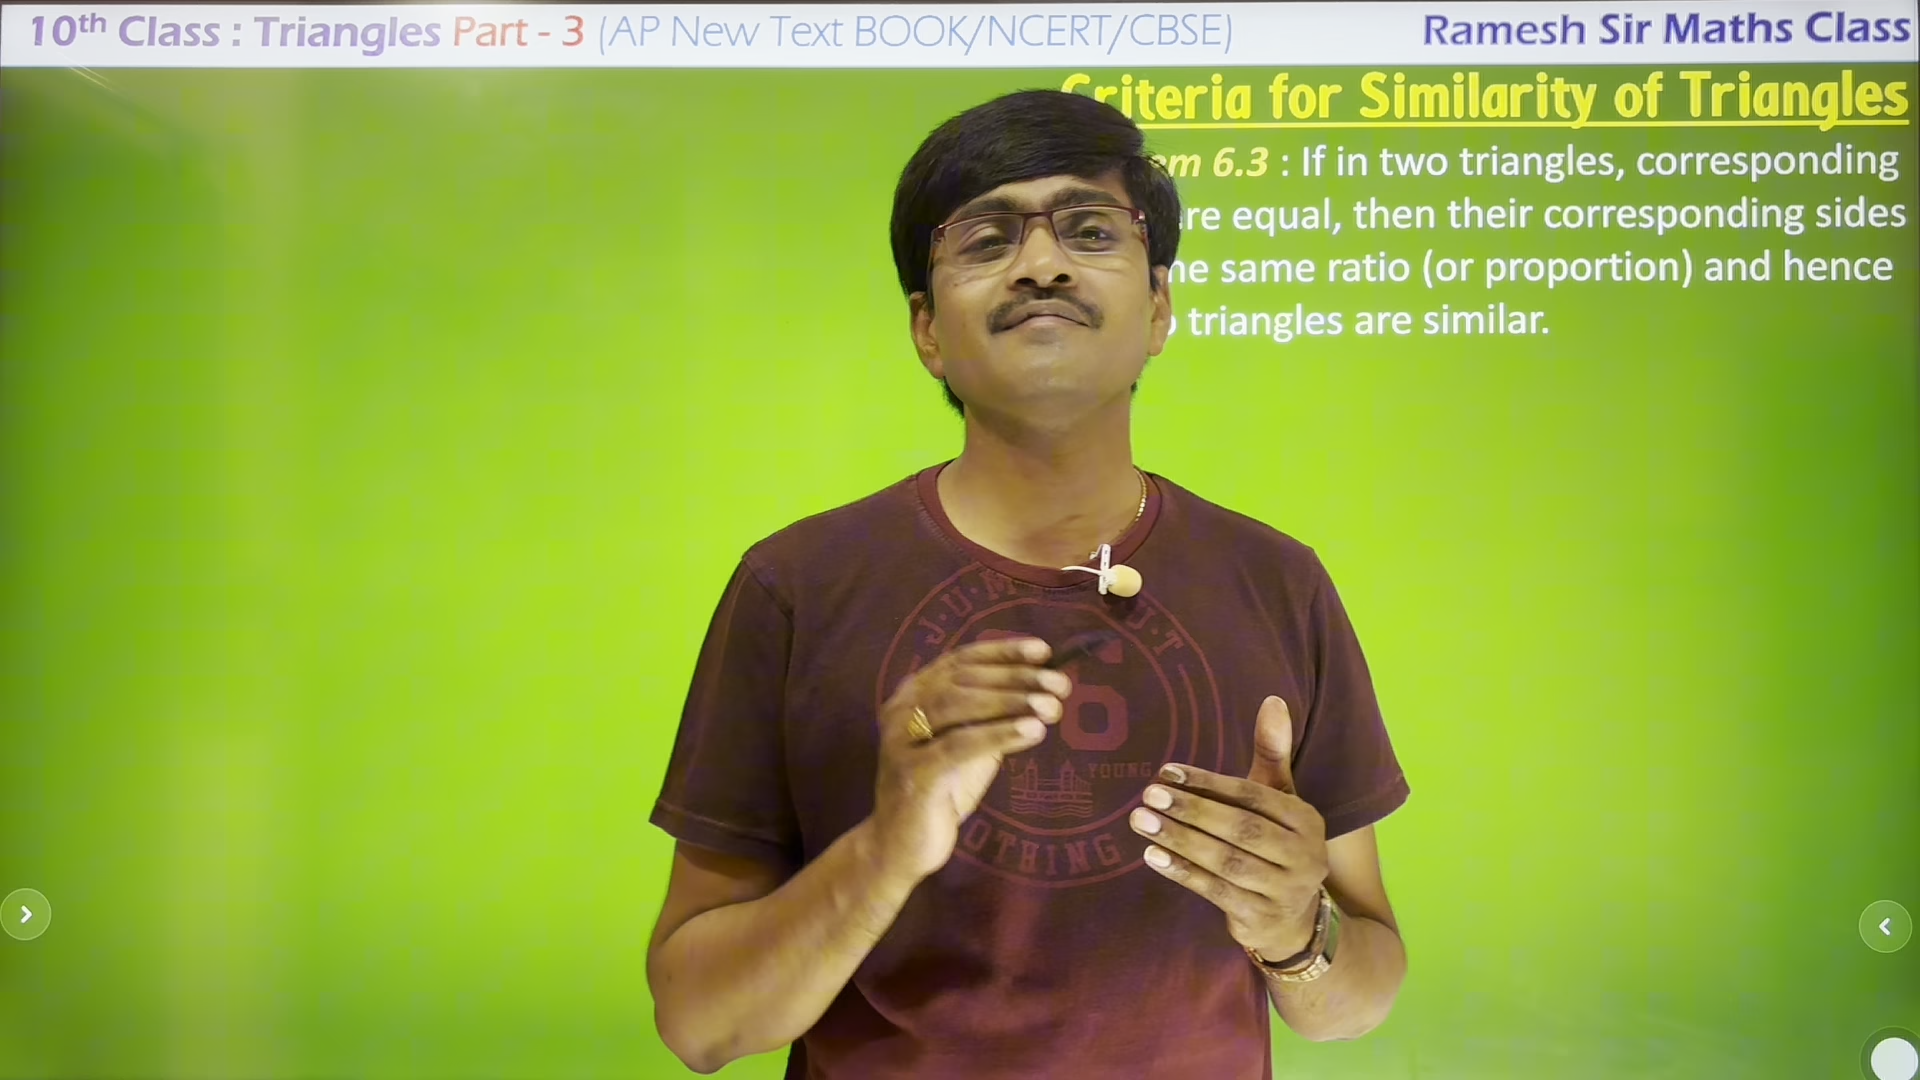 10th Class : Triangles Part - 3 (AP New Text BOOK/NCERT/CBSE)
Ramesh Sir Maths Class
Criteria for Similarity of Triangles
6.3 : If in two triangles, corresponding
equal, then their corresponding sides
same ratio (or proportion) and hence
triangles are similar.
YOUNG